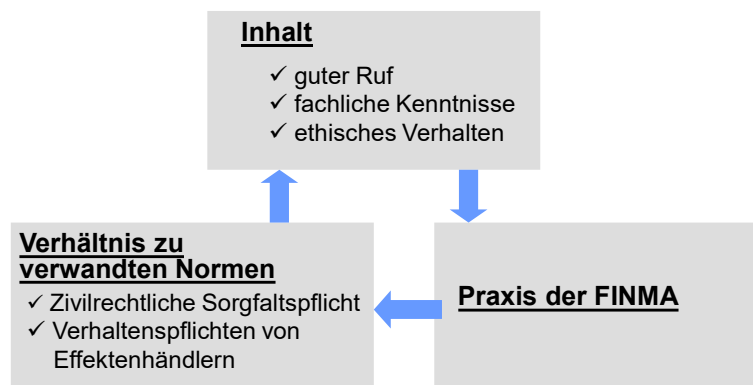 Inhalt
✓ guter Ruf
✓ fachliche Kenntnisse
✓ ethisches Verhalten
Verhältnis zu
verwandten Normen
✓ Zivilrechtliche Sorgfaltspflicht
✓ Verhaltenspflichten von
Effektenhändlern
Praxis der FINMA